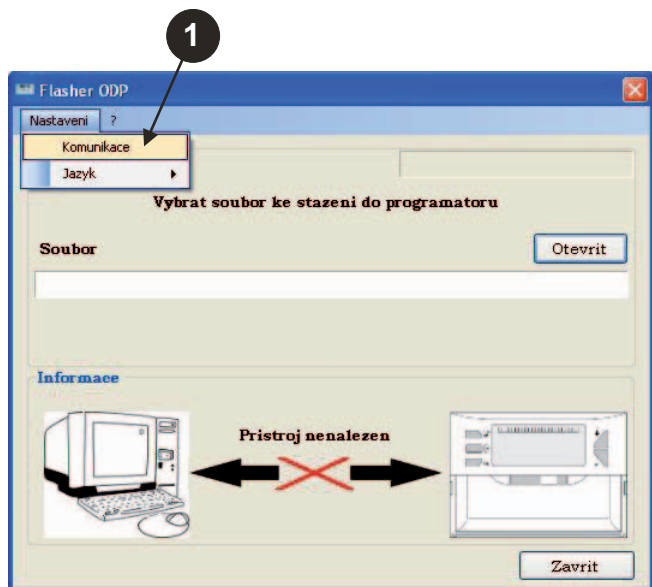 1
Flasher ODP
Nastaveni ?
Komunikace
Jazyk
Vybrat soubor ke stazeni do programatoru
Soubor
Otevrit
Informace
Pristroj nenalezen
Zavrit